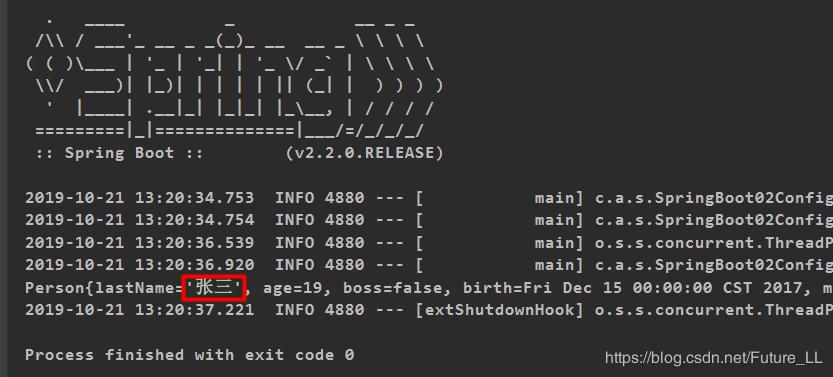 .   ____          _            __ _ _
 /\\ / ___'_ __ _ _(_)_ __  __ _ \ \ \ \
( ( )\___ | '_ | '_| | '_ \/ _` | \ \ \ \
 \\/  ___)| |_)| | | | | || (_| |  ) ) ) )
  '  |____| .__|_| |_|_| |_\__, | / / / /
 =========|_|==============|___/=/_/_/_/
 :: Spring Boot ::        (v2.2.0.RELEASE)
2019-10-21 13:20:34.753  INFO 4880 --- [           main] c.a.s.SpringBoot02Config
2019-10-21 13:20:34.754  INFO 4880 --- [           main] c.a.s.SpringBoot02Config
2019-10-21 13:20:36.539  INFO 4880 --- [           main] o.s.s.concurrent.ThreadP
2019-10-21 13:20:36.920  INFO 4880 --- [           main] c.a.s.SpringBoot02Config
Person{lastName='张三', age=19, boss=false, birth=Fri Dec 15 00:00:00 CST 2017, m
2019-10-21 13:20:37.221  INFO 4880 --- [extShutdownHook] o.s.s.concurrent.ThreadP
Process finished with exit code 0
https://blog.csdn.net/Future_LL